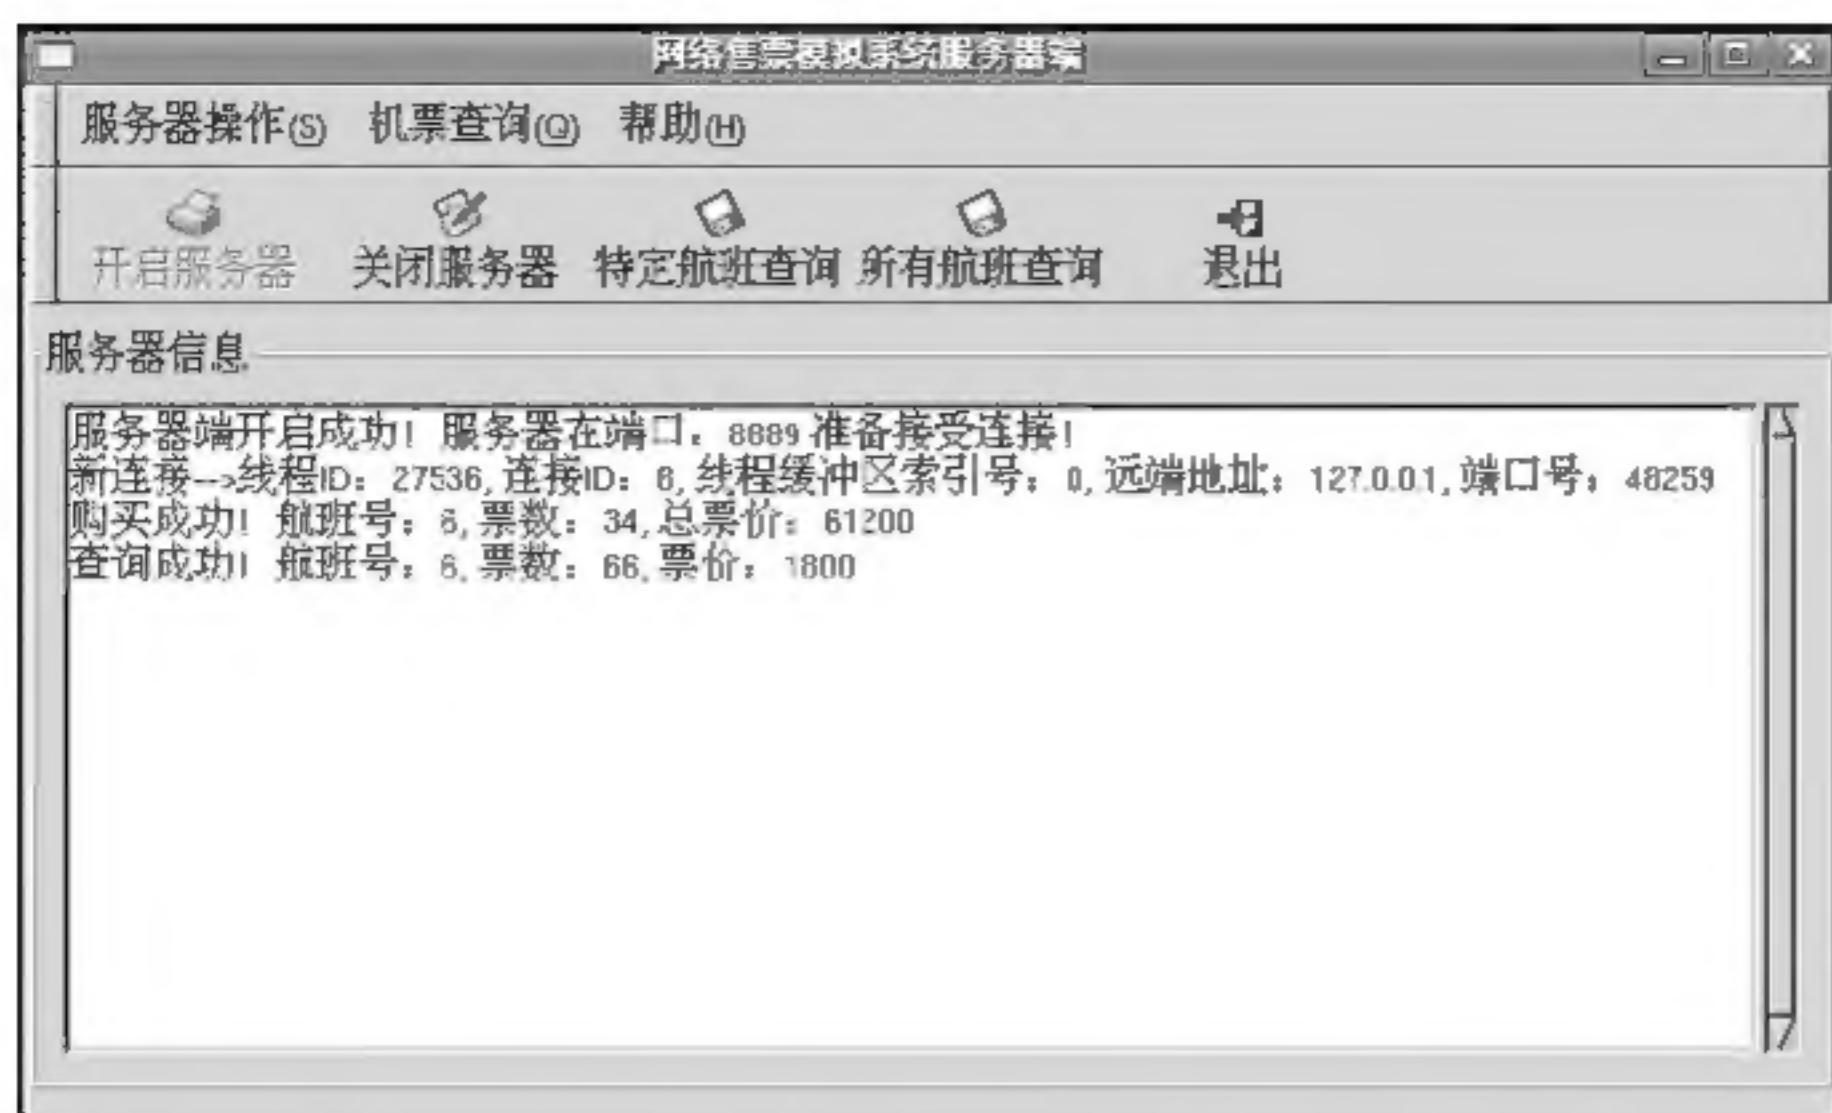 网络售票模拟系统服务器端
服务器操作(S) 机票查询(Q) 帮助(H)
开启服务器 关闭服务器 特定航班查询 所有航班查询 退出
服务器信息
服务器端开启成功！服务器在端口：8889 准备接受连接！
新连接-->线程ID：27536, 连接ID：6, 线程缓冲区索引号：0, 远端地址：127.0.0.1, 端口号：48259
购买成功！航班号：6, 票数：34, 总票价：61200
查询成功！航班号：6, 票数：66, 票价：1800